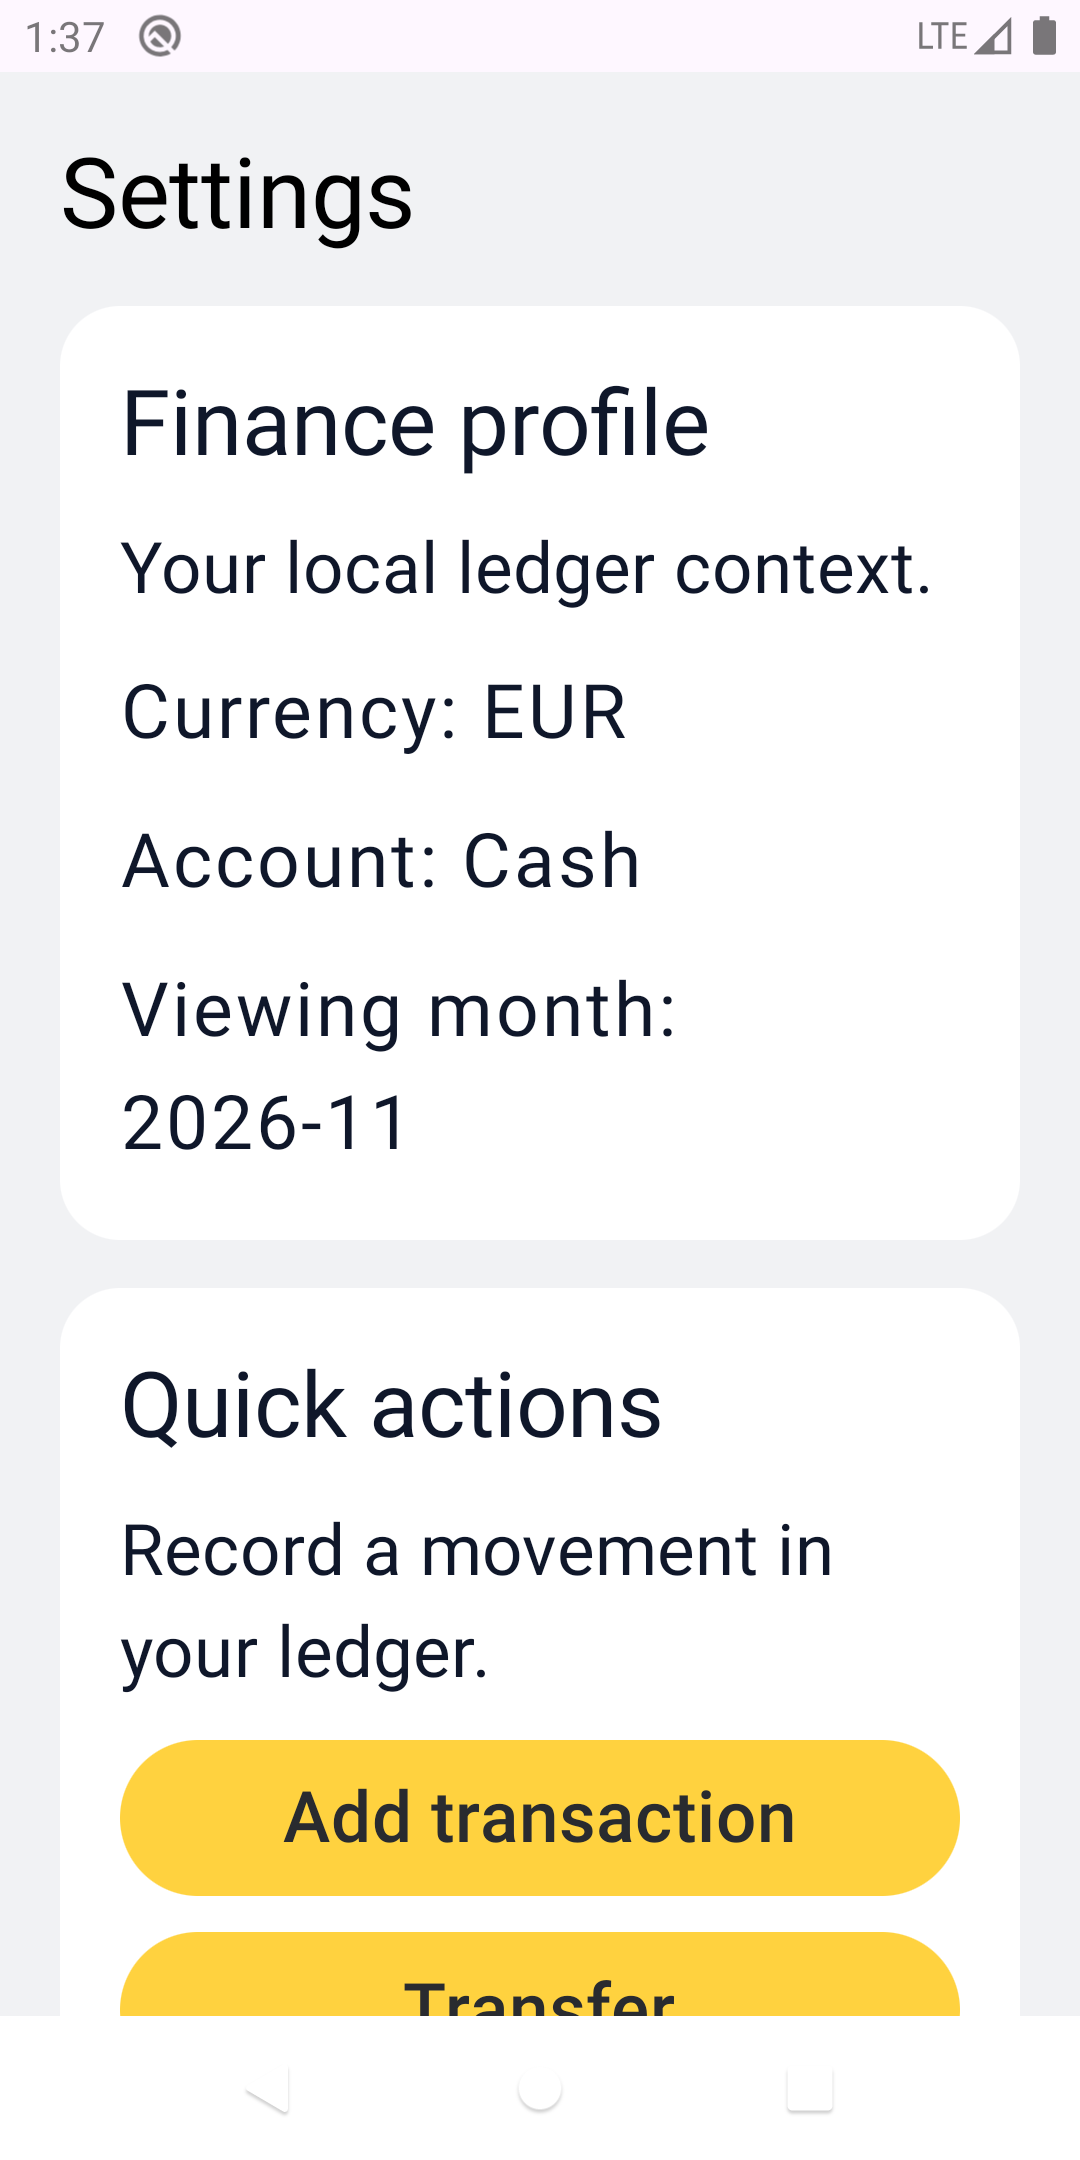 1:37
LTE
Settings
Finance profile
Your local ledger context.
Currency: EUR
Account: Cash
Viewing month:
2026-11
Quick actions
Record a movement in
your ledger.
Add transaction
Transfer